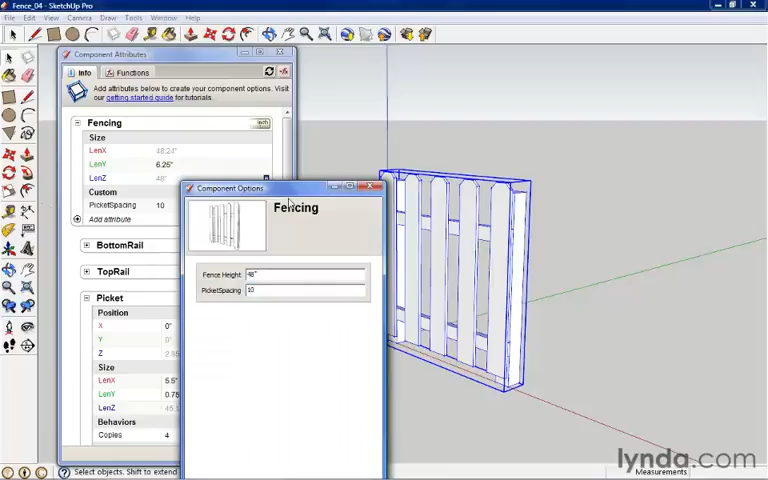 Fence_04 - SketchUp Pro
File Edit View Camera Draw Tools Window Help
Component Attributes
Info Functions
Add attributes below to create your component options. Visit
our getting started guide for tutorials.
Fencing
inch
Size
LenX 48.24"
LenY 6.25"
LenZ 48"
Custom
PicketSpacing 10
Add attribute
BottomRail
TopRail
Picket
Position
X 0"
Y 0"
Z
Size
LenX 5.5"
LenY 0.75
LenZ
Behaviors
Copies 4
Component Options
Fencing
Fence Height 48"
PicketSpacing 10
Select objects. Shift to extend
Measurements
lynda.com